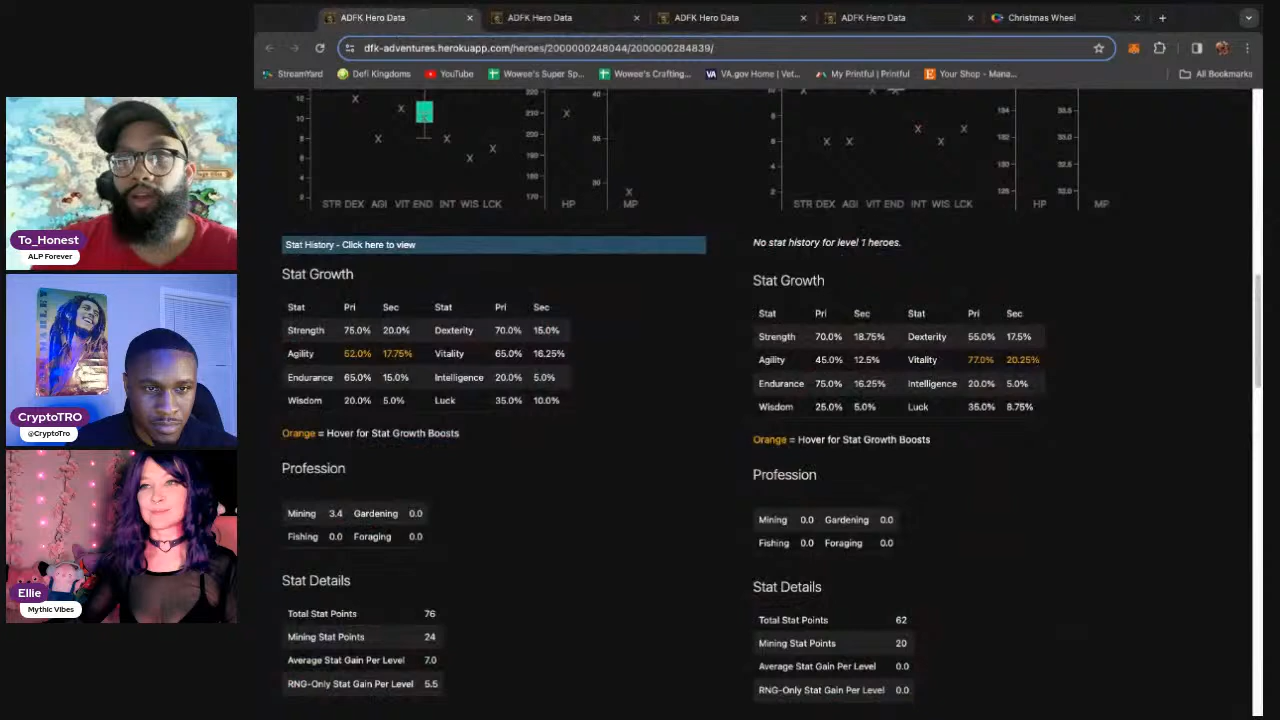 ADFK Hero Data
ADFK Hero Data
ADFK Hero Data
ADFK Hero Data
Christmas Wheel
dfk-adventures.herokuapp.com/heroes/2000000248044/2000000284839/
StreamYard
Defi Kingdoms
YouTube
Wowee's Super Sp...
Wowee's Crafting...
VA.gov Home | Vet...
My Printful | Printful
Your Shop - Mana...
All Bookmarks
To_Honest
ALP Forever
CryptoTRO
@CryptoTro
Ellie
Mythic Vibes
STR DEX AGI VIT END INT WIS LCK HP MP
STR DEX AGI VIT END INT WIS LCK HP MP
Stat History - Click here to view
Stat Growth
Stat Pri Sec Stat Pri Sec
Strength 75.0% 20.0% Dexterity 70.0% 15.0%
Agility 52.0% 17.75% Vitality 65.0% 16.25%
Endurance 65.0% 15.0% Intelligence 20.0% 5.0%
Wisdom 20.0% 5.0% Luck 35.0% 10.0%
Orange = Hover for Stat Growth Boosts
Profession
Mining 3.4 Gardening 0.0
Fishing 0.0 Foraging 0.0
Stat Details
Total Stat Points 76
Mining Stat Points 24
Average Stat Gain Per Level 7.0
RNG-Only Stat Gain Per Level 5.5
No stat history for level 1 heroes.
Stat Growth
Stat Pri Sec Stat Pri Sec
Strength 70.0% 18.75% Dexterity 55.0% 17.5%
Agility 45.0% 12.5% Vitality 77.0% 20.25%
Endurance 75.0% 16.25% Intelligence 20.0% 5.0%
Wisdom 25.0% 5.0% Luck 35.0% 8.75%
Orange = Hover for Stat Growth Boosts
Profession
Mining 0.0 Gardening 0.0
Fishing 0.0 Foraging 0.0
Stat Details
Total Stat Points 62
Mining Stat Points 20
Average Stat Gain Per Level 0.0
RNG-Only Stat Gain Per Level 0.0